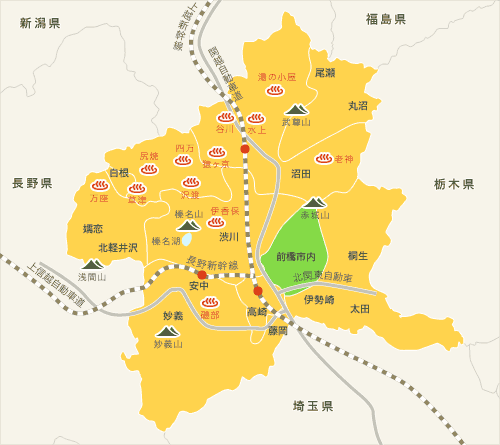 新潟県
福島県
上越新幹線
関越自動車道
湯の小屋
尾瀬
丸沼
武尊山
谷川
水上
四万
尻焼
猿ヶ京
老神
白根
沼田
長野県
栃木県
万座
草津
沢渡
伊香保
榛名山
赤城山
嬬恋
渋川
榛名湖
北軽井沢
前橋市内
桐生
浅間山
長野新幹線
上信越自動車道
北関東自動車
安中
伊勢崎
磯部
高崎
太田
妙義
藤岡
妙義山
埼玉県